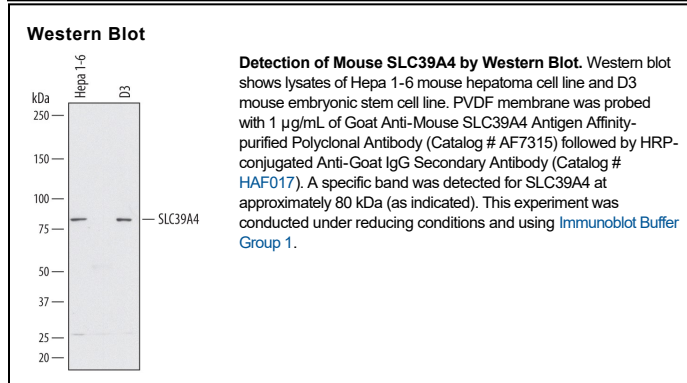 Western Blot
Hepa 1-6
D3
kDa
250
150
100
75
50
37
25
20
SLC39A4
Detection of Mouse SLC39A4 by Western Blot. Western blot
shows lysates of Hepa 1-6 mouse hepatoma cell line and D3
mouse embryonic stem cell line. PVDF membrane was probed
with 1 µg/mL of Goat Anti-Mouse SLC39A4 Antigen Affinity-
purified Polyclonal Antibody (Catalog # AF7315) followed by HRP-
conjugated Anti-Goat IgG Secondary Antibody (Catalog #
HAF017). A specific band was detected for SLC39A4 at
approximately 80 kDa (as indicated). This experiment was
conducted under reducing conditions and using Immunoblot Buffer
Group 1.